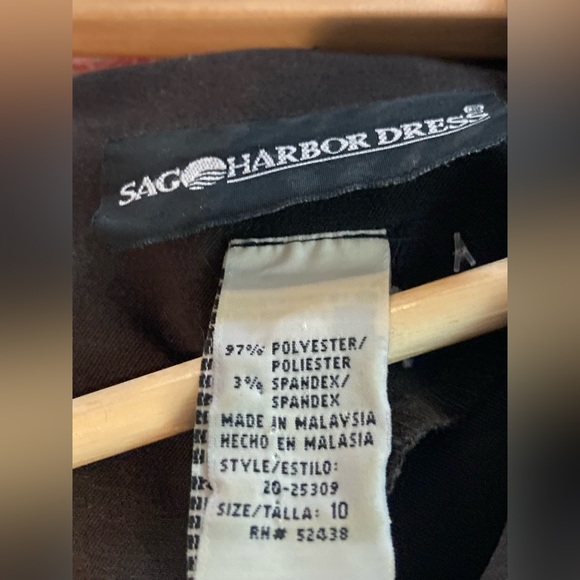 SAG HARBOR DRESS
97% POLYESTER/
POLIESTER
3% SPANDEX/
SPANDEX
MADE IN MALAYSIA
HECHO EN MALASIA
STYLE/ESTILO:
20-25309
SIZE/TALLA: 10
RN# 52438